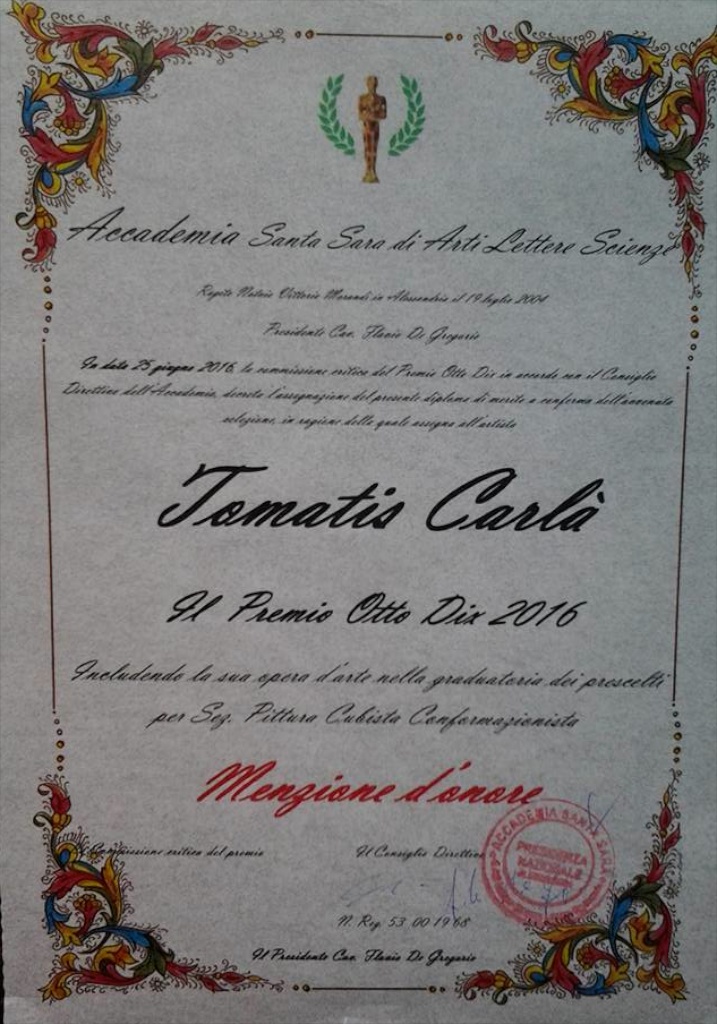 Accademia Santa Sara di Arti Lettere Scienze
Rogito Notaio Vittorio Morandi in Alessandria il 19 luglio 2004
Presidente Cav. Flavio De Gregorio
In data 25 giugno 2016, la commissione critica del Premio Otto Dix in accordo con il Consiglio
Direttivo dell'Accademia, decreta l'assegnazione del presente diploma di merito a conferma dell'avvenuta
selezione, in ragione della quale assegna all'artista
Tomatis Carlà
Il Premio Otto Dix 2016
Includendo la sua opera d'arte nella graduatoria dei prescelti
per Sez. Pittura Cubista Conformazionista
Menzione d'onore
Commissione critica del premio Il Consiglio Direttivo
ACCADEMIA SANTA SARA
PRESIDENZA
NAZIONALE
N. Reg. 53 001968
Il Presidente Cav. Flavio De Gregorio